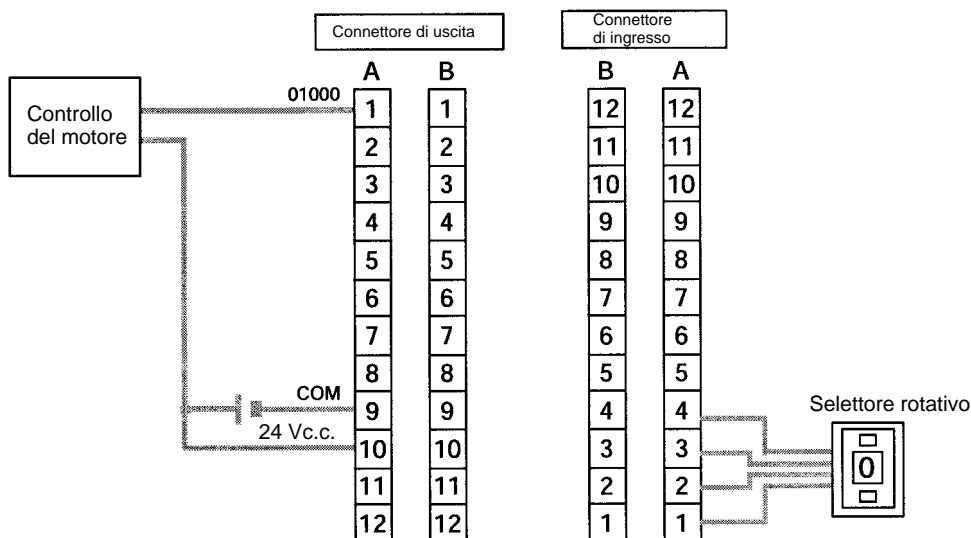 Connettore di uscita
Connettore
di ingresso
A B B A
Controllo
del motore
01000
1 1 12 12
2 2 11 11
3 3 10 10
4 4 9 9
5 5 8 8
6 6 7 7
7 7 6 6
8 8 5 5
COM
9 9 4 4
Selettore rotativo
24 Vc.c.
10 10 3 3
0
11 11 2 2
12 12 1 1